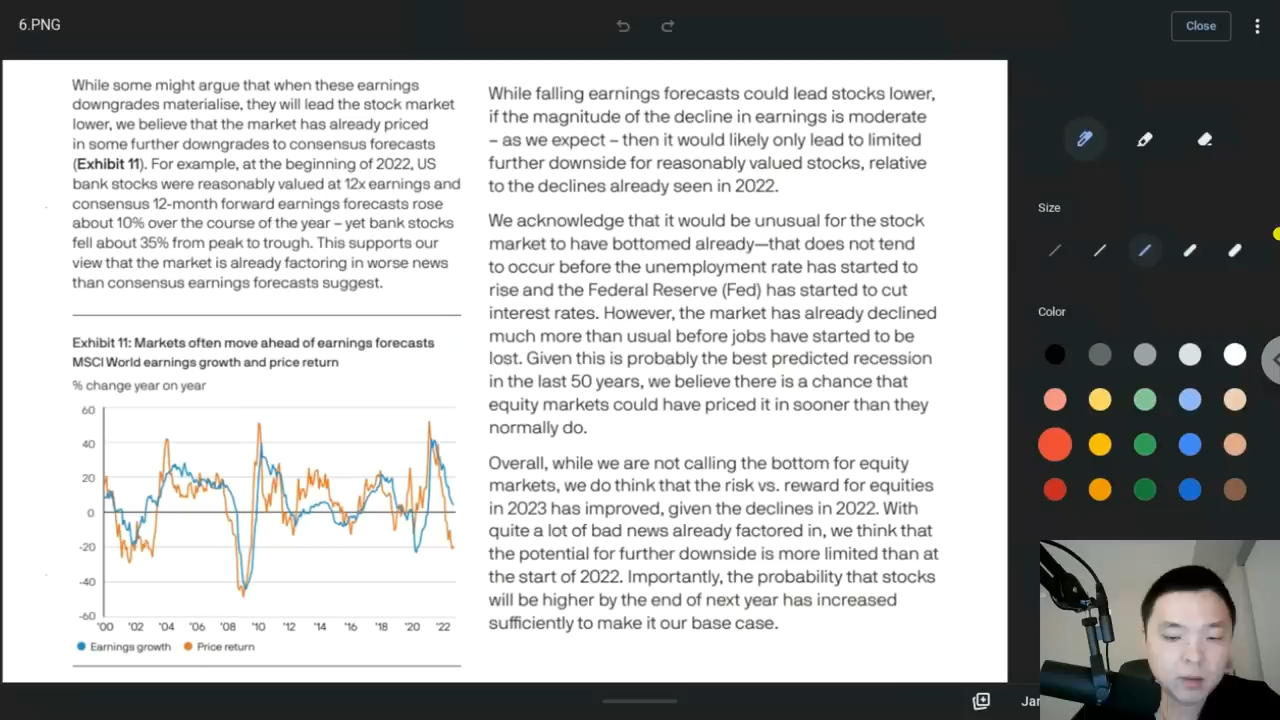 6.PNG
Close
While some might argue that when these earnings
downgrades materialise, they will lead the stock market
lower, we believe that the market has already priced
in some further downgrades to consensus forecasts
(Exhibit 11). For example, at the beginning of 2022, US
bank stocks were reasonably valued at 12x earnings and
consensus 12-month forward earnings forecasts rose
about 10% over the course of the year – yet bank stocks
fell about 35% from peak to trough. This supports our
view that the market is already factoring in worse news
than consensus earnings forecasts suggest.
Exhibit 11: Markets often move ahead of earnings forecasts
MSCI World earnings growth and price return
% change year on year
60
40
20
0
-20
-40
-60
'00 '02 '04 '06 '08 '10 '12 '14 '16 '18 '20 '22
Earnings growth Price return
While falling earnings forecasts could lead stocks lower,
if the magnitude of the decline in earnings is moderate
– as we expect – then it would likely only lead to limited
further downside for reasonably valued stocks, relative
to the declines already seen in 2022.
We acknowledge that it would be unusual for the stock
market to have bottomed already—that does not tend
to occur before the unemployment rate has started to
rise and the Federal Reserve (Fed) has started to cut
interest rates. However, the market has already declined
much more than usual before jobs have started to be
lost. Given this is probably the best predicted recession
in the last 50 years, we believe there is a chance that
equity markets could have priced it in sooner than they
normally do.
Overall, while we are not calling the bottom for equity
markets, we do think that the risk vs. reward for equities
in 2023 has improved, given the declines in 2022. With
quite a lot of bad news already factored in, we think that
the potential for further downside is more limited than at
the start of 2022. Importantly, the probability that stocks
will be higher by the end of next year has increased
sufficiently to make it our base case.
Size
Color